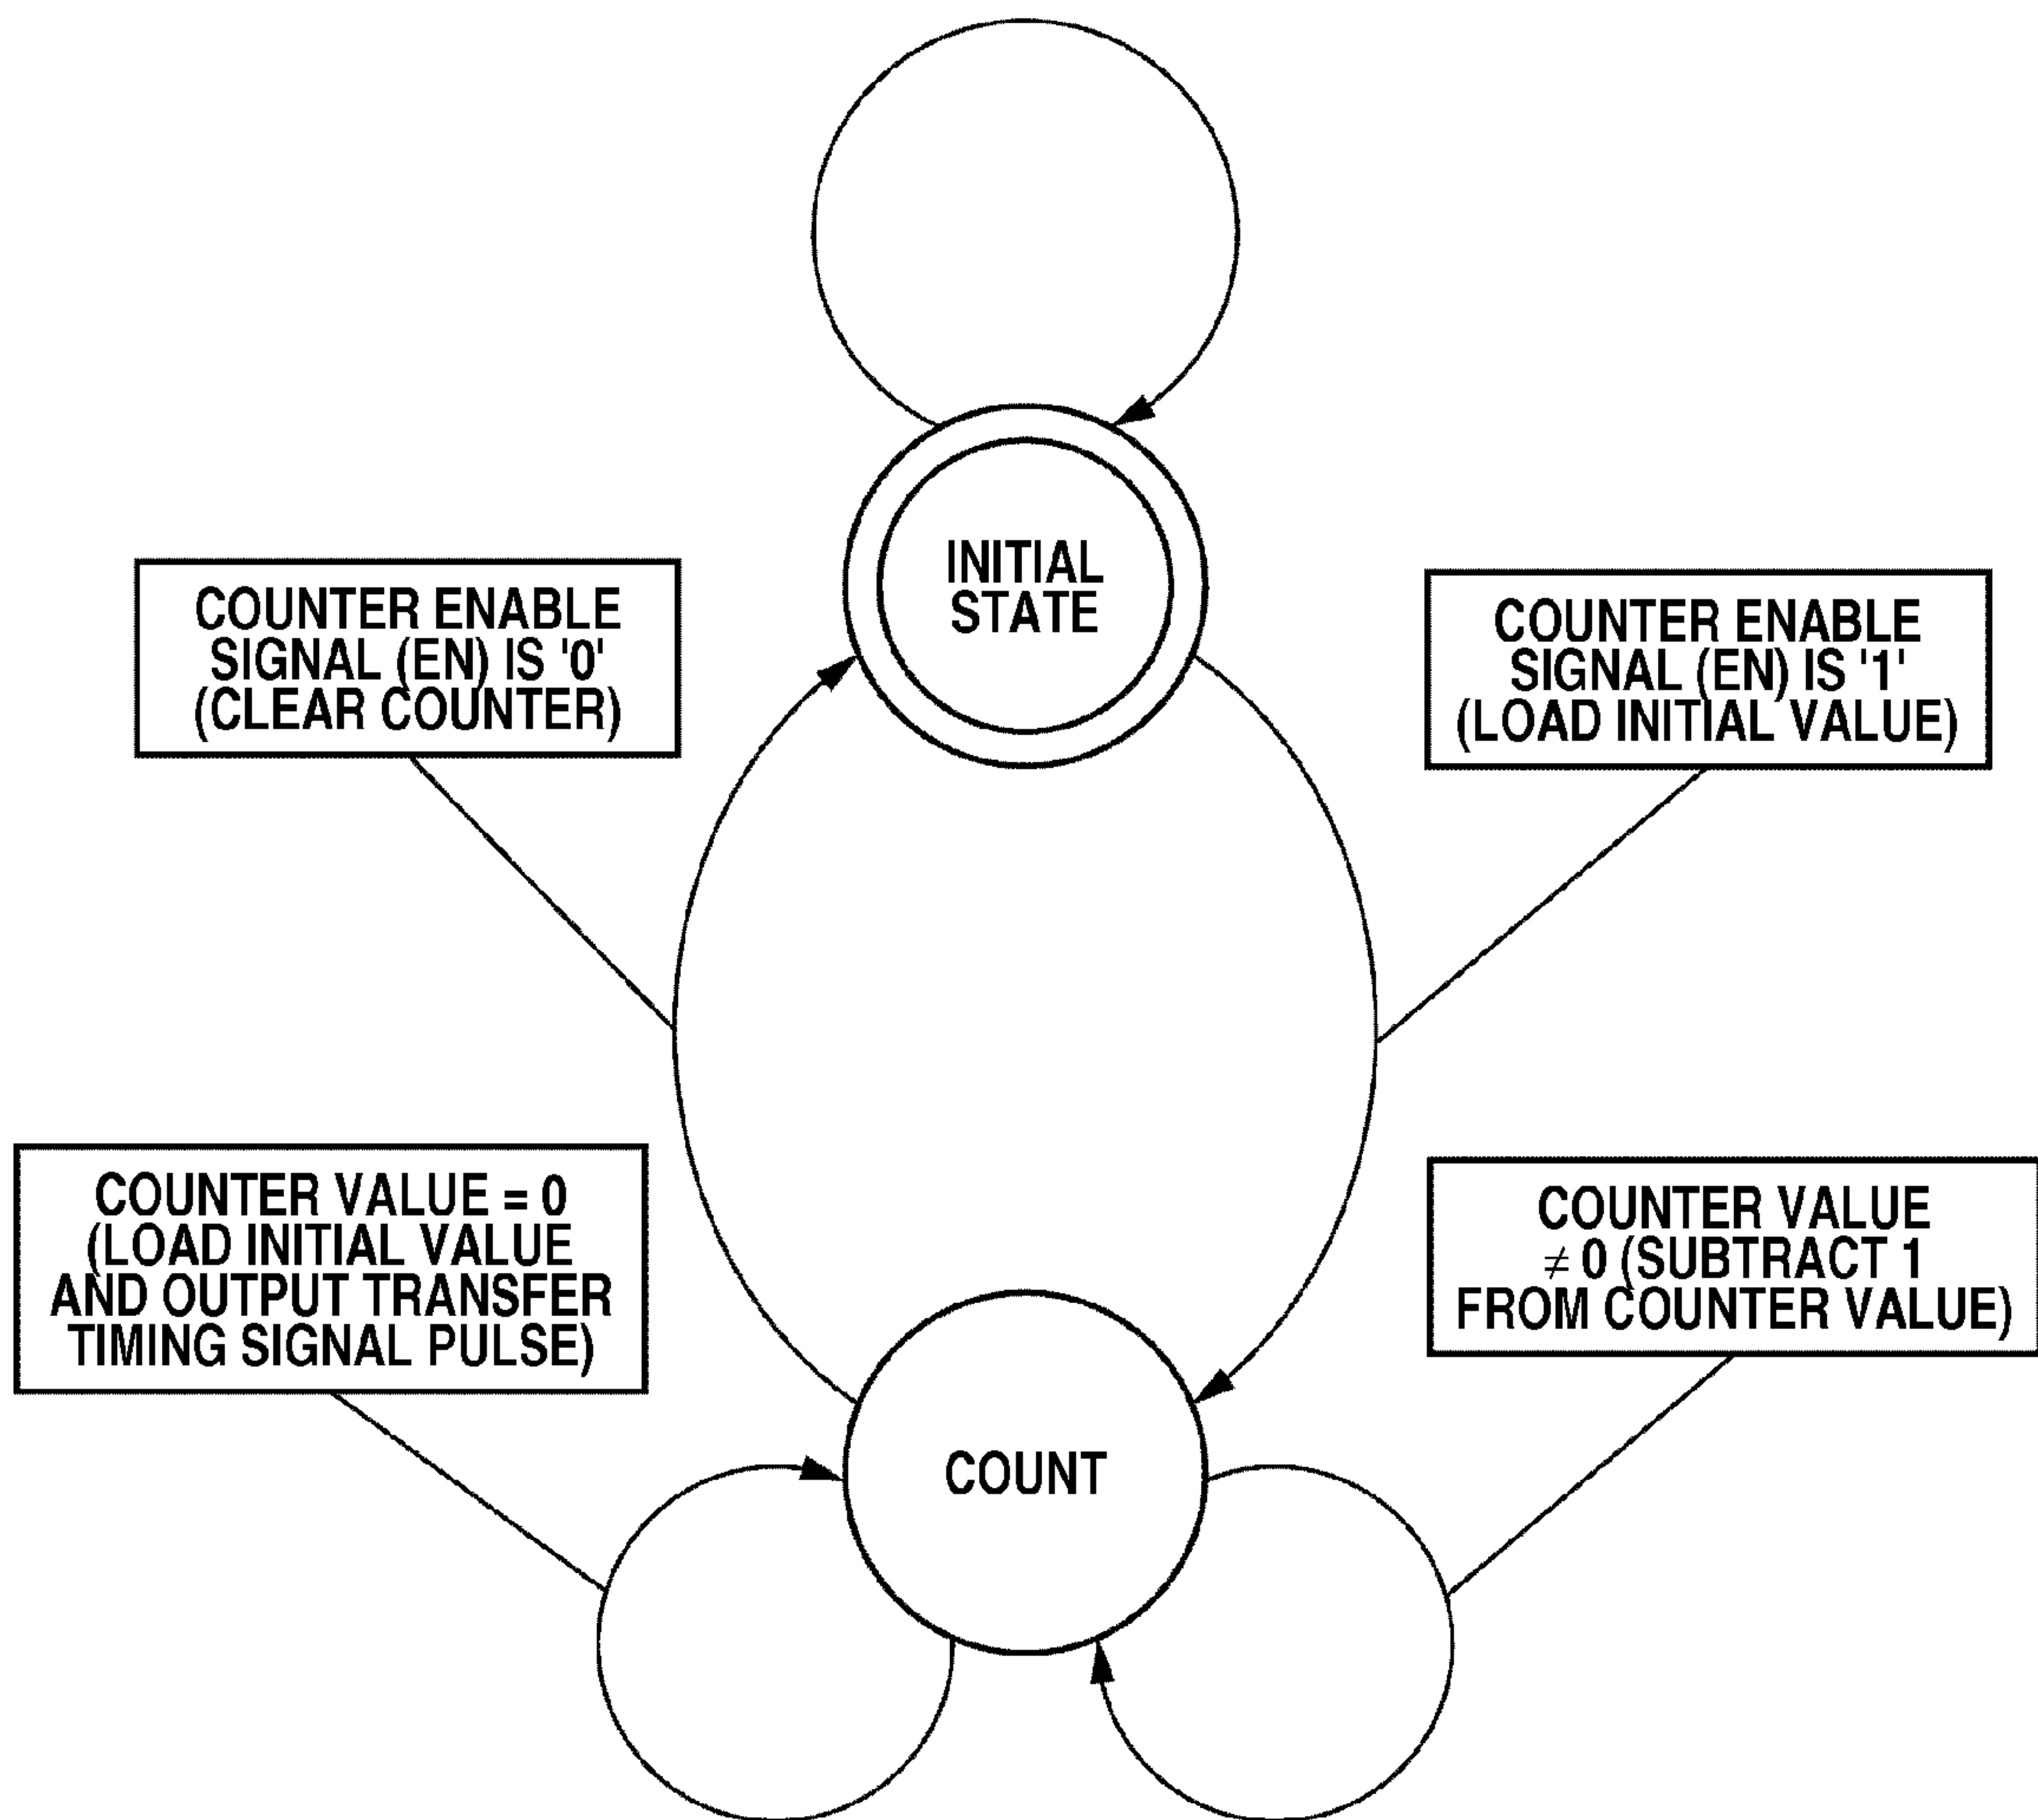 INITIAL
STATE
COUNTER ENABLE
SIGNAL (EN) IS '0'
(CLEAR COUNTER)
COUNTER ENABLE
SIGNAL (EN) IS '1'
(LOAD INITIAL VALUE)
COUNTER VALUE = 0
(LOAD INITIAL VALUE
AND OUTPUT TRANSFER
TIMING SIGNAL PULSE)
COUNTER VALUE
≠ 0 (SUBTRACT 1
FROM COUNTER VALUE)
COUNT